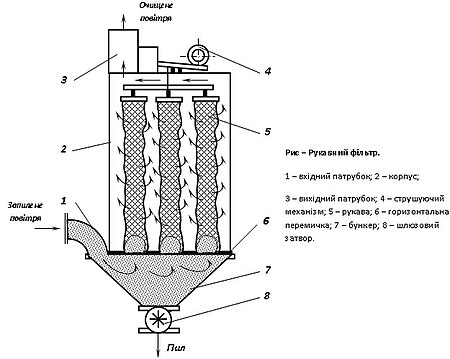 Очищене
повітря
3
4
2
5
Рис – Рукавний фільтр.
1 – вхідний патрубок; 2 – корпус;
3 – вихідний патрубок; 4 – струшуючий
механізм; 5 – рукава; 6 – горизонтальна
перемичка; 7 – бункер; 8 – шлюзовий
затвор.
Запилене
повітря
1
6
7
8
Пил